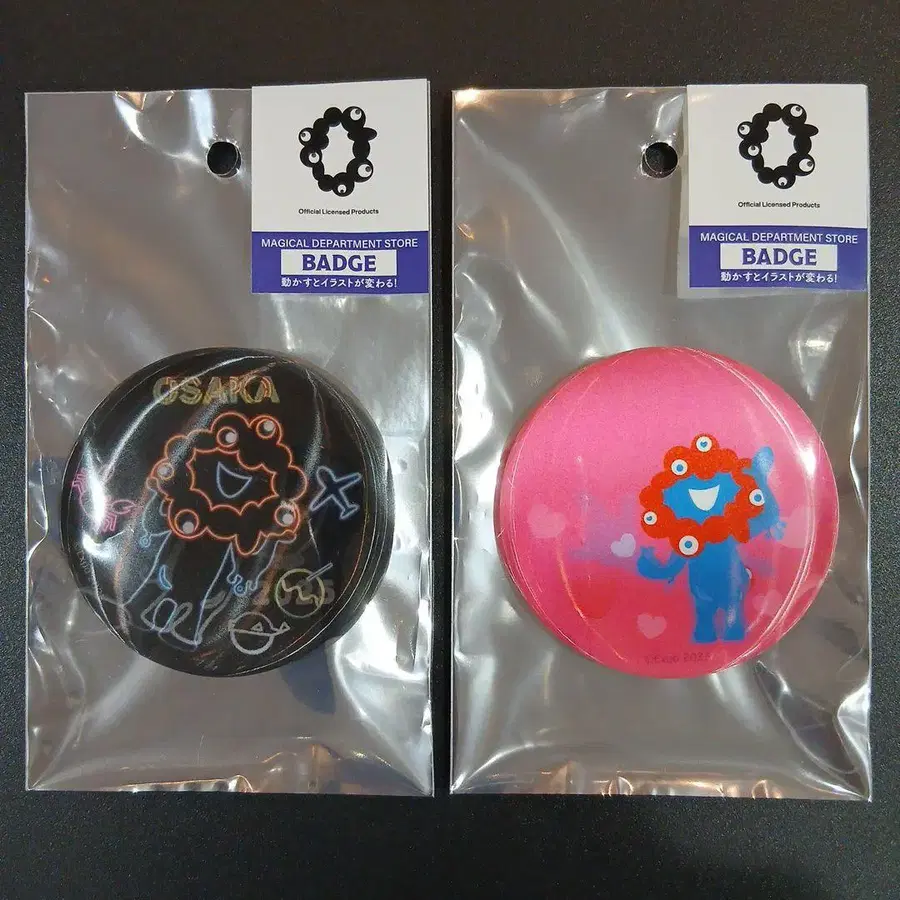 Official Licensed Products
MAGICAL DEPARTMENT STORE
BADGE
動かすとイラストが変わる!
OSAKA
Official Licensed Products
MAGICAL DEPARTMENT STORE
BADGE
動かすとイラストが変わる!